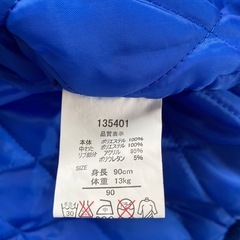 135401
品質表示
本体 ポリエステル 100%
中わた ポリエステル 100%
リブ部分 アクリル 95%
ポリウレタン 5%
SIZE
身長 90cm
体重 13kg
90
30